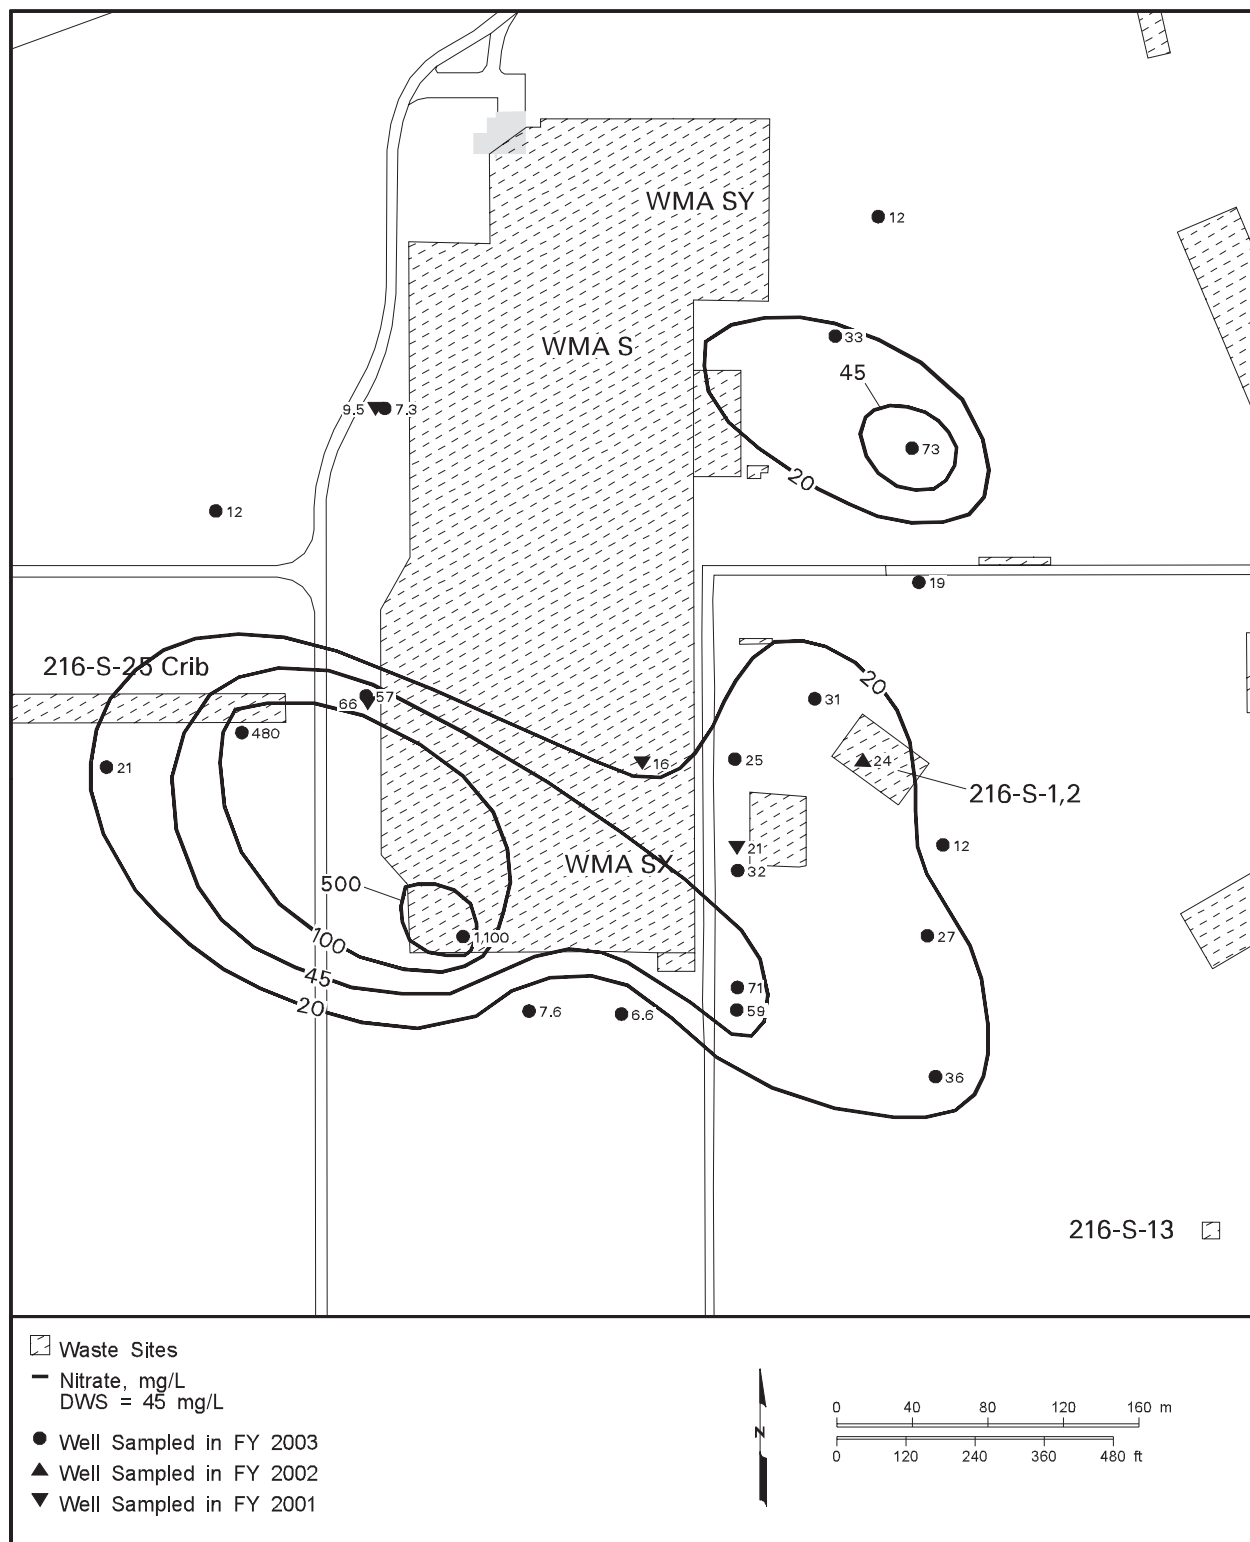 WMA SY
12
WMA S
33
45
73
9.5
7.3
20
12
19
216-S-25 Crib
57
66
20
31
480
16
25
24
21
216-S-1,2
21
12
WMA SX
32
500
1,100
27
100
45
20
71
59
7.6
6.6
36
216-S-13
Waste Sites
Nitrate, mg/L
DWS = 45 mg/L
Well Sampled in FY 2003
Well Sampled in FY 2002
Well Sampled in FY 2001
N
0 40 80 120 160 m
0 120 240 360 480 ft